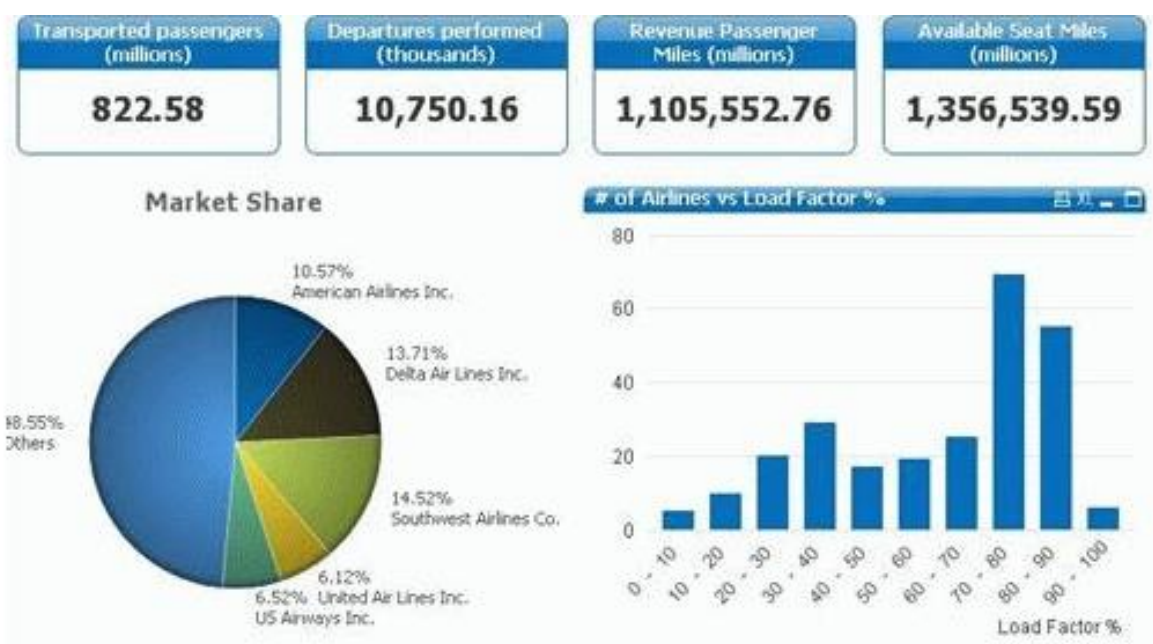 Transported passengers
(millions)
822.58
Departures performed
(thousands)
10,750.16
Revenue Passenger
Miles (millions)
1,105,552.76
Available Seat Miles
(millions)
1,356,539.59
Market Share
10.57%
American Airlines Inc.
13.71%
Delta Air Lines Inc.
14.52%
Southwest Airlines Co.
6.12%
United Air Lines Inc.
6.52%
US Airways Inc.
48.55%
Others
# of Airlines vs Load Factor %
XL
80
60
40
20
0
0 - 10
10 - 20
20 - 30
30 - 40
40 - 50
50 - 60
60 - 70
70 - 80
80 - 90
90 - 100
Load Factor %